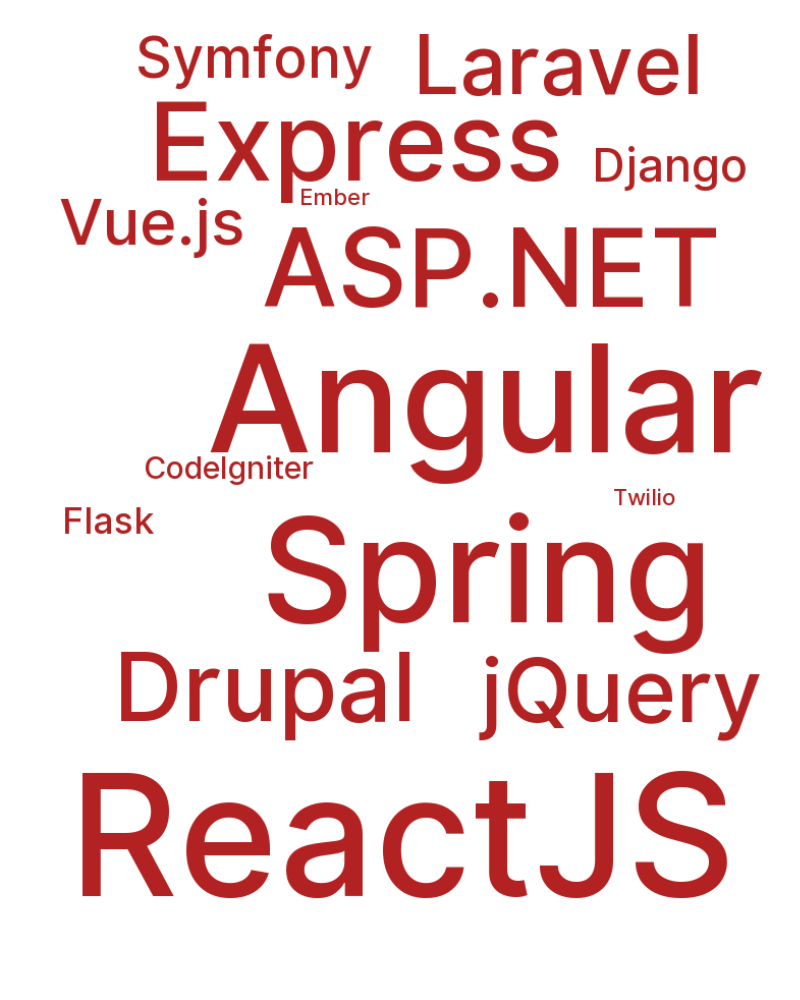 Symfony Laravel
Express
Django
Ember
Vue.js
ASP.NET
Angular
CodeIgniter
Twilio
Flask
Spring
Drupal jQuery
ReactJS